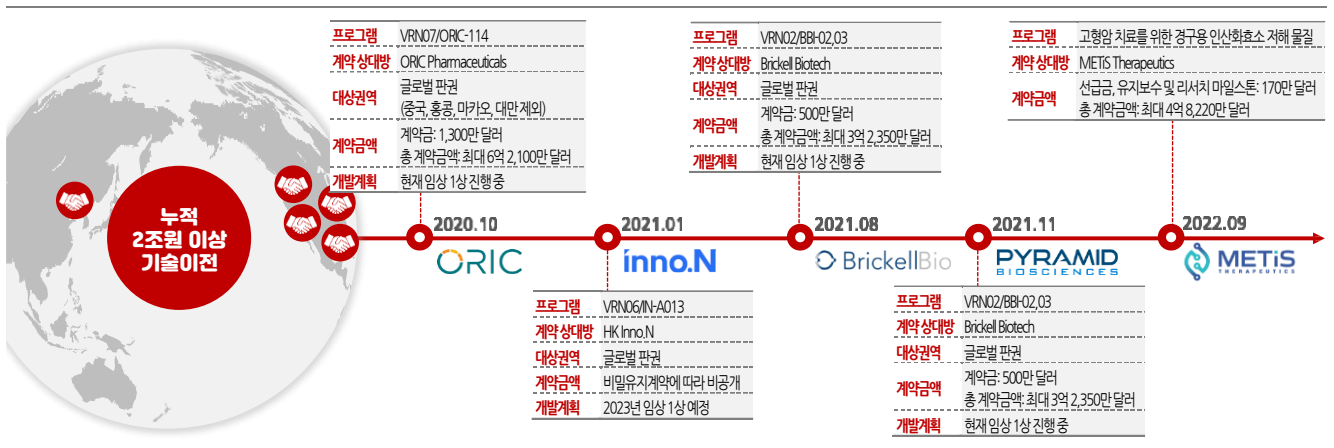 누적
2조원 이상
기술이전
프로그램 VRN07/ORIC-114
계약 상대방 ORIC Pharmaceuticals
대상권역 글로벌 판권
(중국, 홍콩, 마카오, 대만 제외)
계약금액 계약금: 1,300만 달러
총 계약금액: 최대 6억 2,100만 달러
개발계획 현재 임상 1상 진행 중
2020.10
ORIC
2021.01
inno.N
프로그램 VRN06/IN-A013
계약 상대방 HK Inno.N
대상권역 글로벌 판권
계약금액 비밀유지계약에 따라 비공개
개발계획 2023년 임상 1상 예정
프로그램 VRN02/BBI-02,03
계약 상대방 Brickell Biotech
대상권역 글로벌 판권
계약금액 계약금: 500만 달러
총 계약금액: 최대 3억 2,350만 달러
개발계획 현재 임상 1상 진행 중
2021.08
BrickellBio
2021.11
PYRAMID
BIOSCIENCES
프로그램 VRN02/BBI-02,03
계약 상대방 Brickell Biotech
대상권역 글로벌 판권
계약금액 계약금: 500만 달러
총 계약금액: 최대 3억 2,350만 달러
개발계획 현재 임상 1상 진행 중
프로그램 고형암 치료를 위한 경구용 인산화효소 저해 물질
계약 상대방 METiS Therapeutics
계약금액 선급금, 유지보수 및 리서치 마일스톤: 170만 달러
총 계약금액: 최대 4억 8,220만 달러
2022.09
METiS
THERAPEUTICS